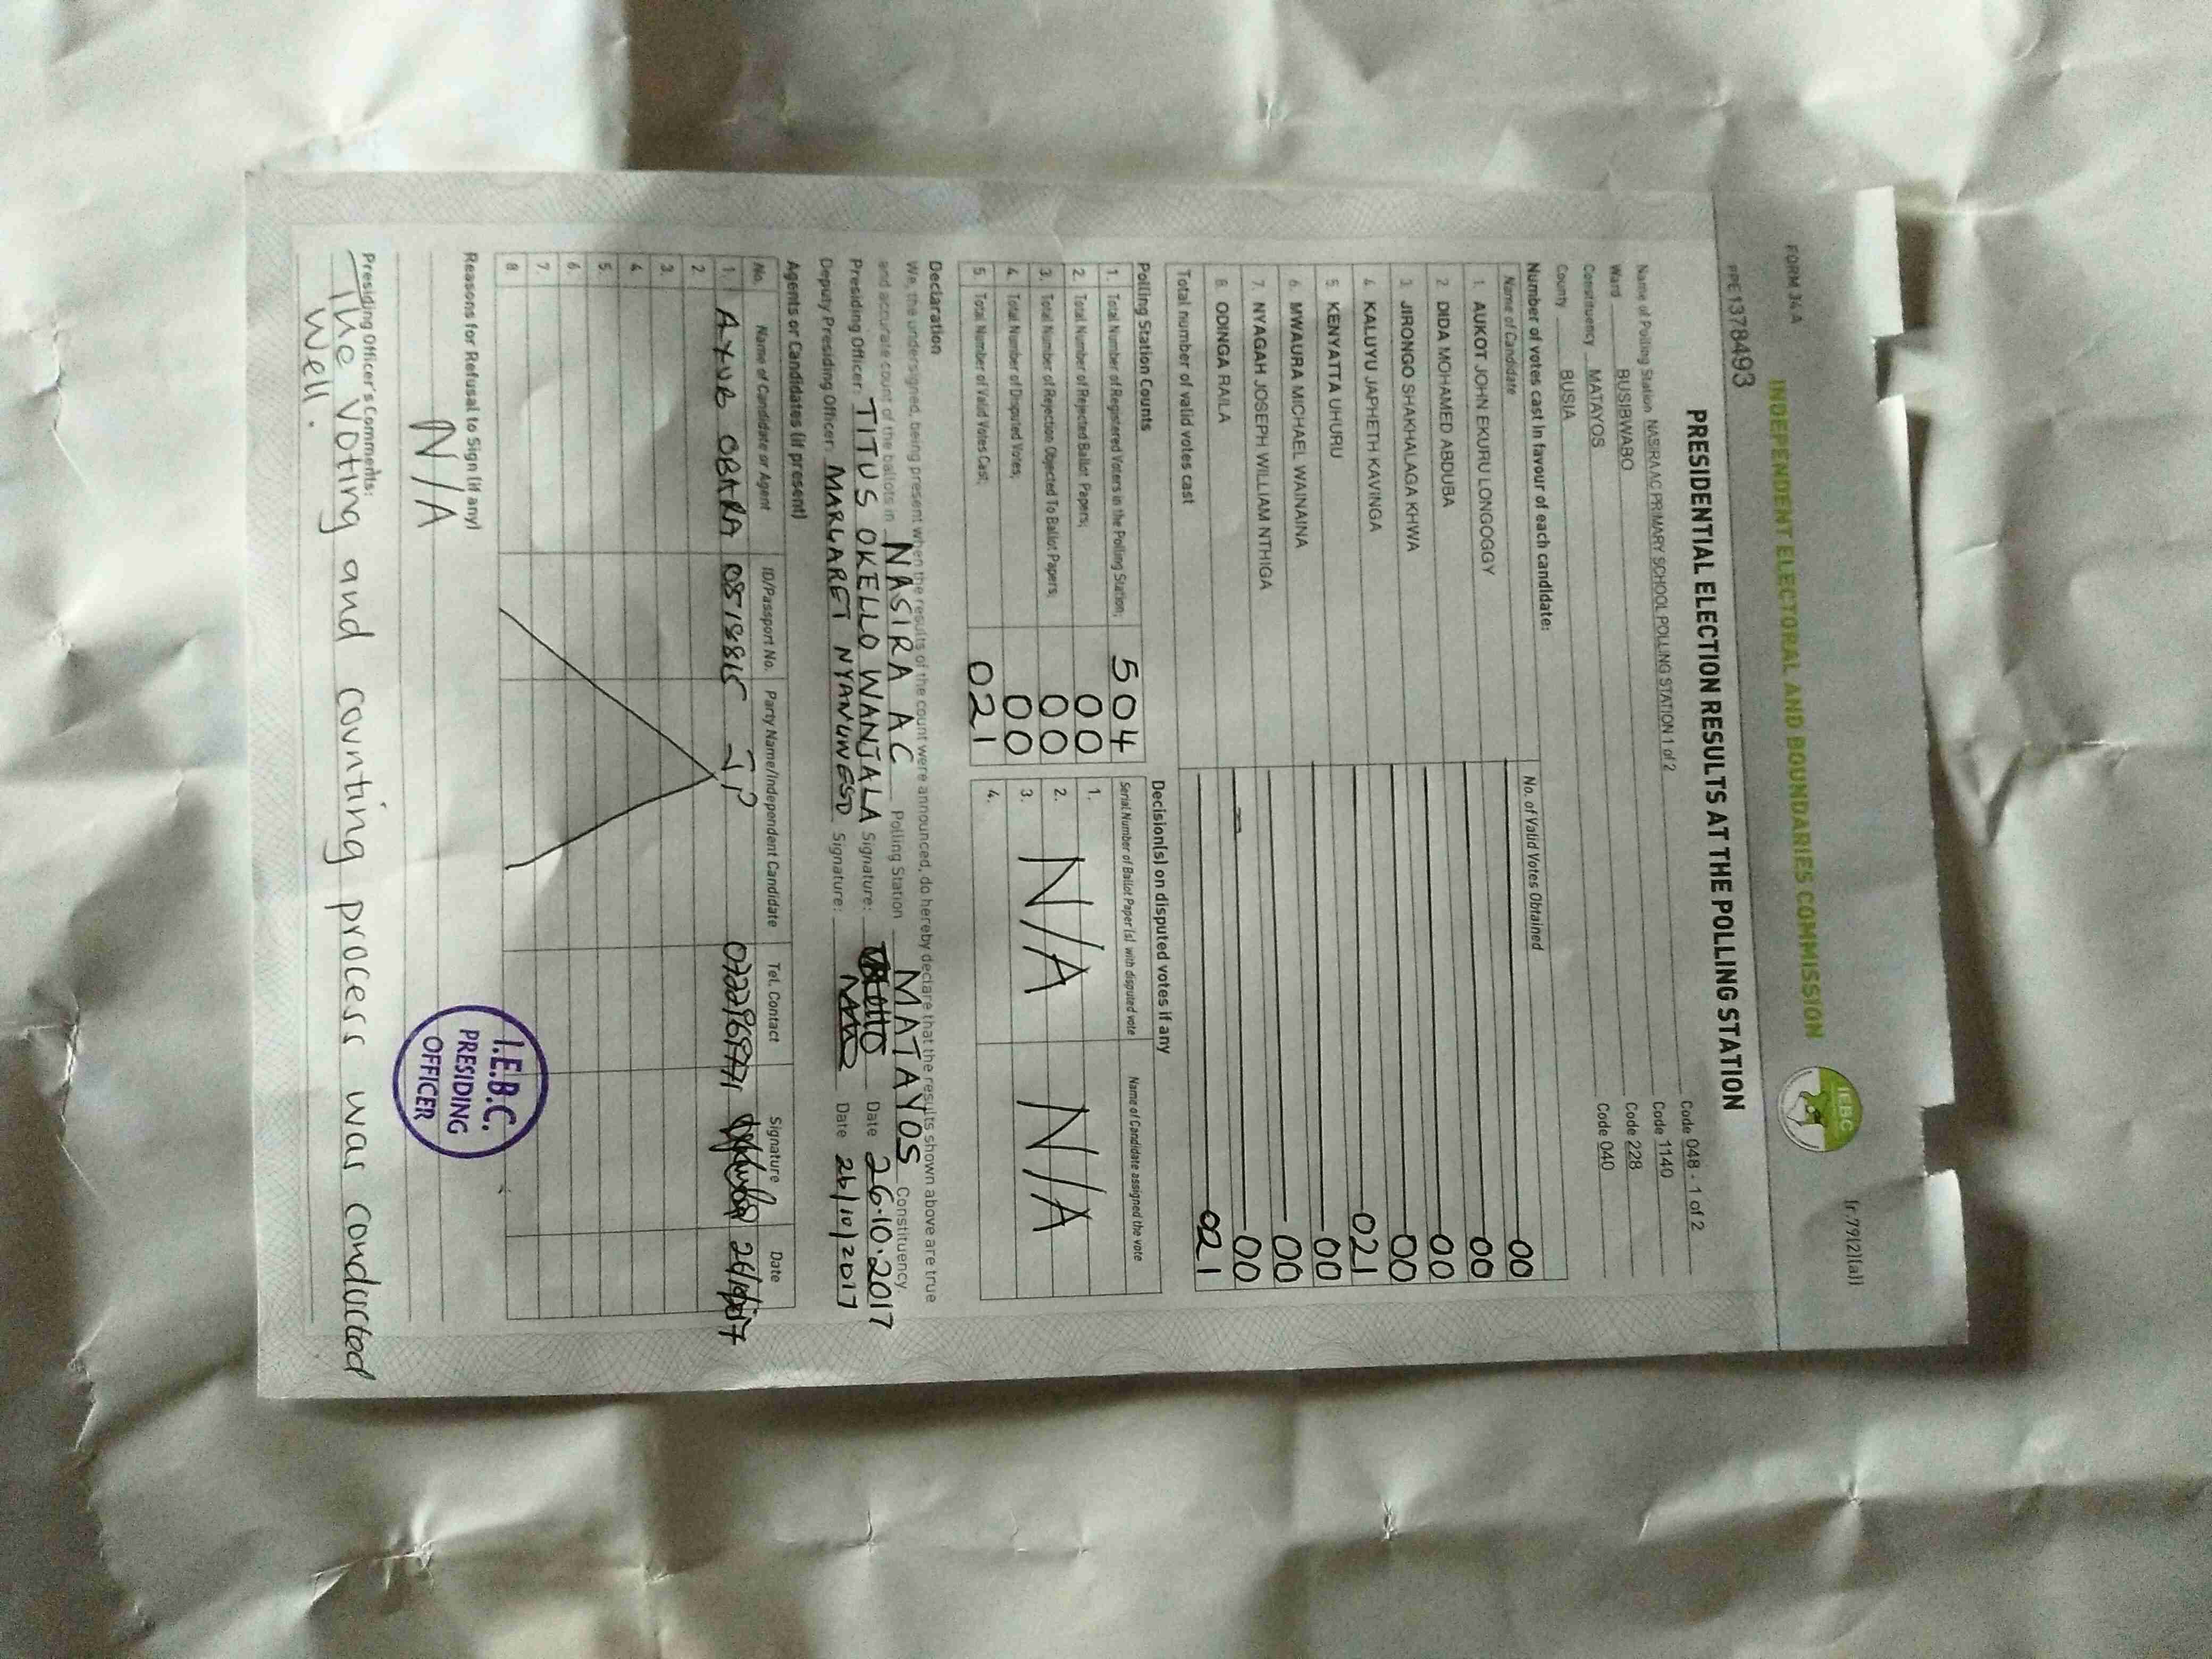 FORM 34A
(r.79(2)(a))
INDEPENDENT ELECTORAL AND BOUNDARIES COMMISSION
IEBC
PPE 1378493
PRESIDENTIAL ELECTION RESULTS AT THE POLLING STATION
Name of Polling Station NASIRA AC PRIMARY SCHOOL POLLING STATION 1 of 2 Code 048 - 1 of 2
Ward BUSIBWABO Code 1140
Constituency MATAYOS Code 228
County BUSIA Code 040
Number of votes cast in favour of each candidate:
Name of Candidate No. of Valid Votes Obtained
1. AUKOT JOHN EKURU LONGOGGY 00
2 DIDA MOHAMED ABDUBA 00
3. JIRONGO SHAKHALAGA KHWA 00
4 KALUYU JAPHETH KAVINGA 00
5. KENYATTA UHURU 021
6. MWAURA MICHAEL WAINAINA 00
7. NYAGAH JOSEPH WILLIAM NTHIGA 00
8. ODINGA RAILA 00
Total number of valid votes cast 021
Polling Station Counts
1. Total Number of Registered Voters in the Polling Station; 504
2. Total Number of Rejected Ballot Papers; 00
3. Total Number of Rejection Objected To Ballot Papers; 00
4. Total Number of Disputed Votes; 00
5. Total Number of Valid Votes Cast; 021
Decision(s) on disputed votes if any
Serial Number of Ballot Paper (s) with disputed vote Name of Candidate assigned the vote
1.
2.
N/A N/A
3.
4.
Declaration
We, the undersigned, being present when the results of the count were announced, do hereby declare that the results shown above are true
and accurate count of the ballots in NASIRA AC Polling Station MATAYOS Constituency
Presiding Officer: TITUS OKELLO WANJALA Signature: Date 26.10.2017
Deputy Presiding Officer: MARGARET Signature: Date 26/10/2017
Agents or Candidates (if present)
No. Name of Candidate or Agent ID/Passport No. Party Name/Independent Candidate Tel. Contact Signature Date
1. AYUB OBARA 0518815 JP
2.
3.
4.
5.
6.
7.
8.
I.E.B.C.
PRESIDING
OFFICER
Reasons for Refusal to Sign (if any)
N/A
Presiding Officer's Comments:
The voting and counting process was conducted
well.